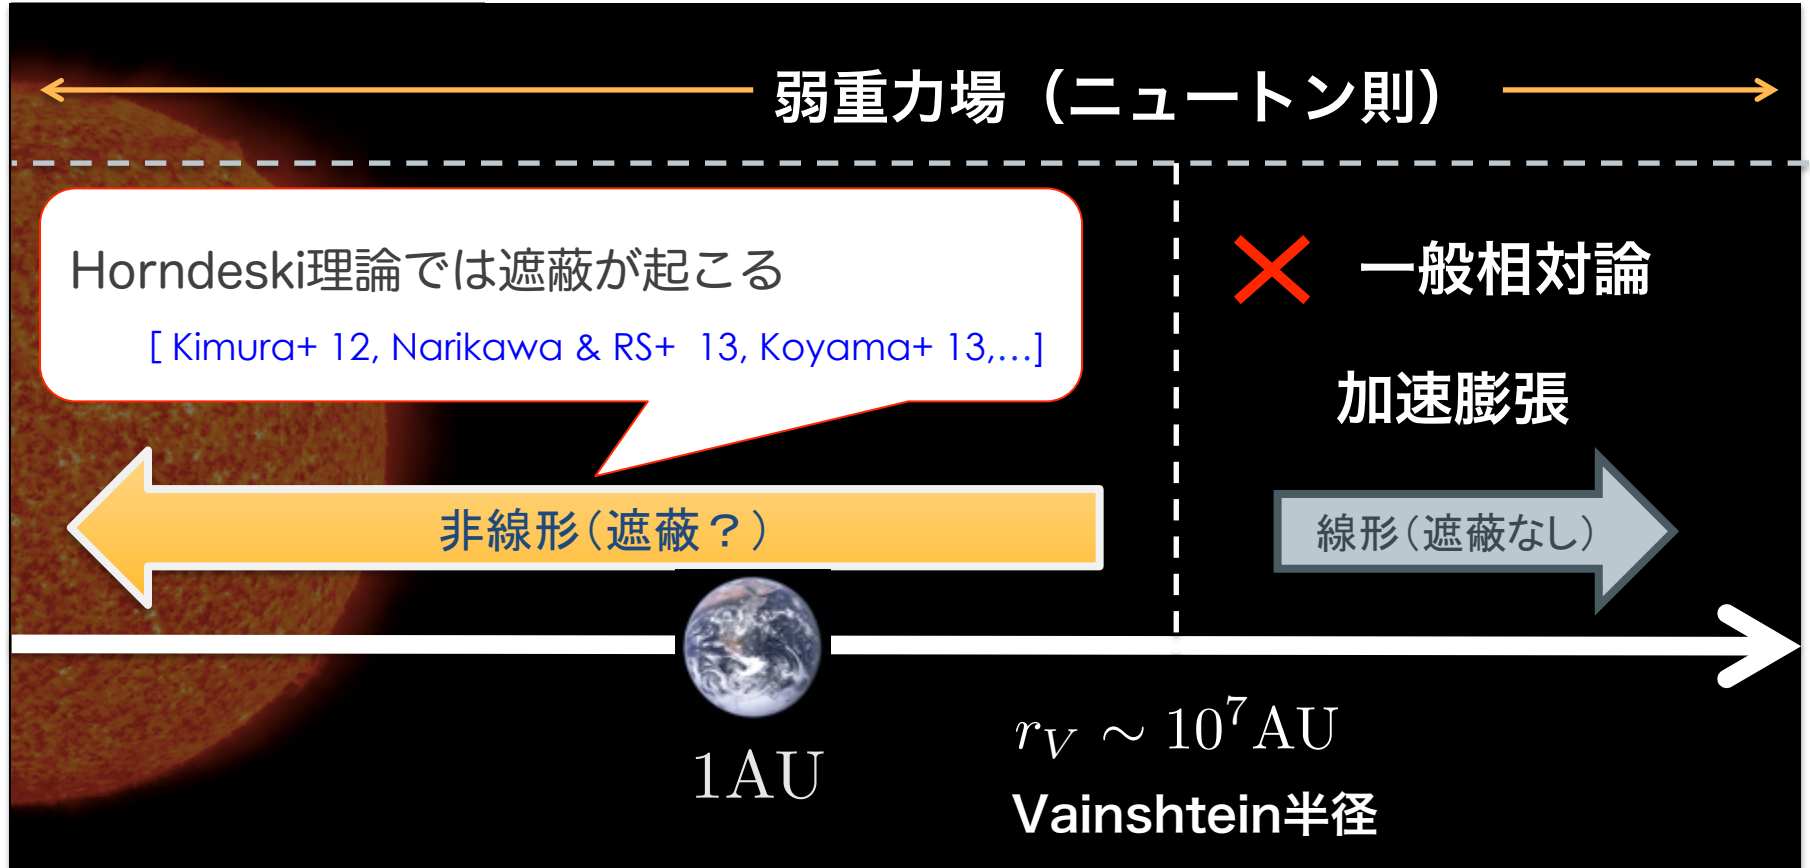 弱重力場（ニュートン則）
Horndeski理論では遮蔽が起こる
[ Kimura+ 12, Narikawa & RS+ 13, Koyama+ 13,…]
一般相対論
加速膨張
非線形（遮蔽？）
線形（遮蔽なし）
1AU
r_V ∼ 10^7 AU
Vainshtein半径